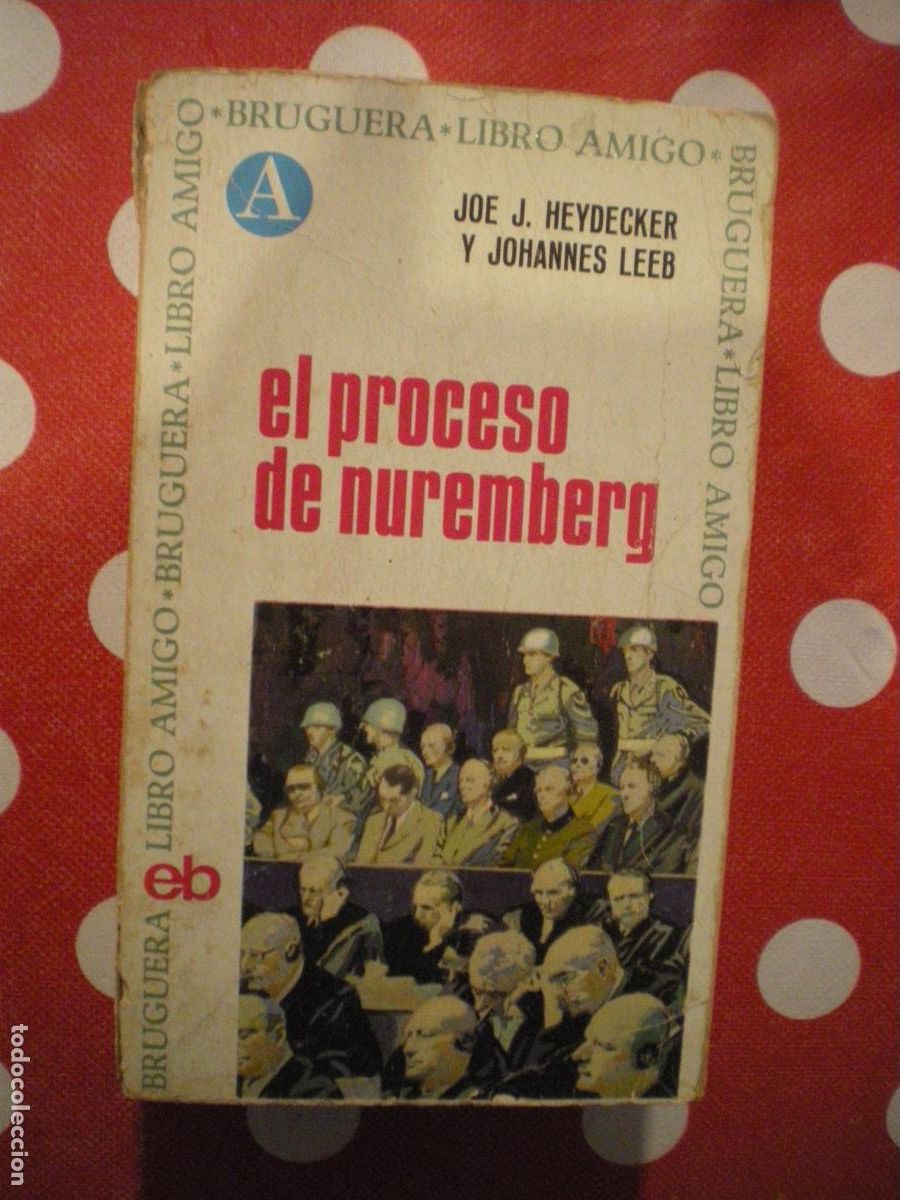 *BRUGUERA*LIBRO AMIGO*
BRUGUERA*LIBRO AMIGO
BRUGUERA LIBRO AMIGO*BRUGUERA*LIBRO AMIGO
A
JOE J. HEYDECKER
Y JOHANNES LEEB
el proceso
de nuremberg
eb
todocoleccion